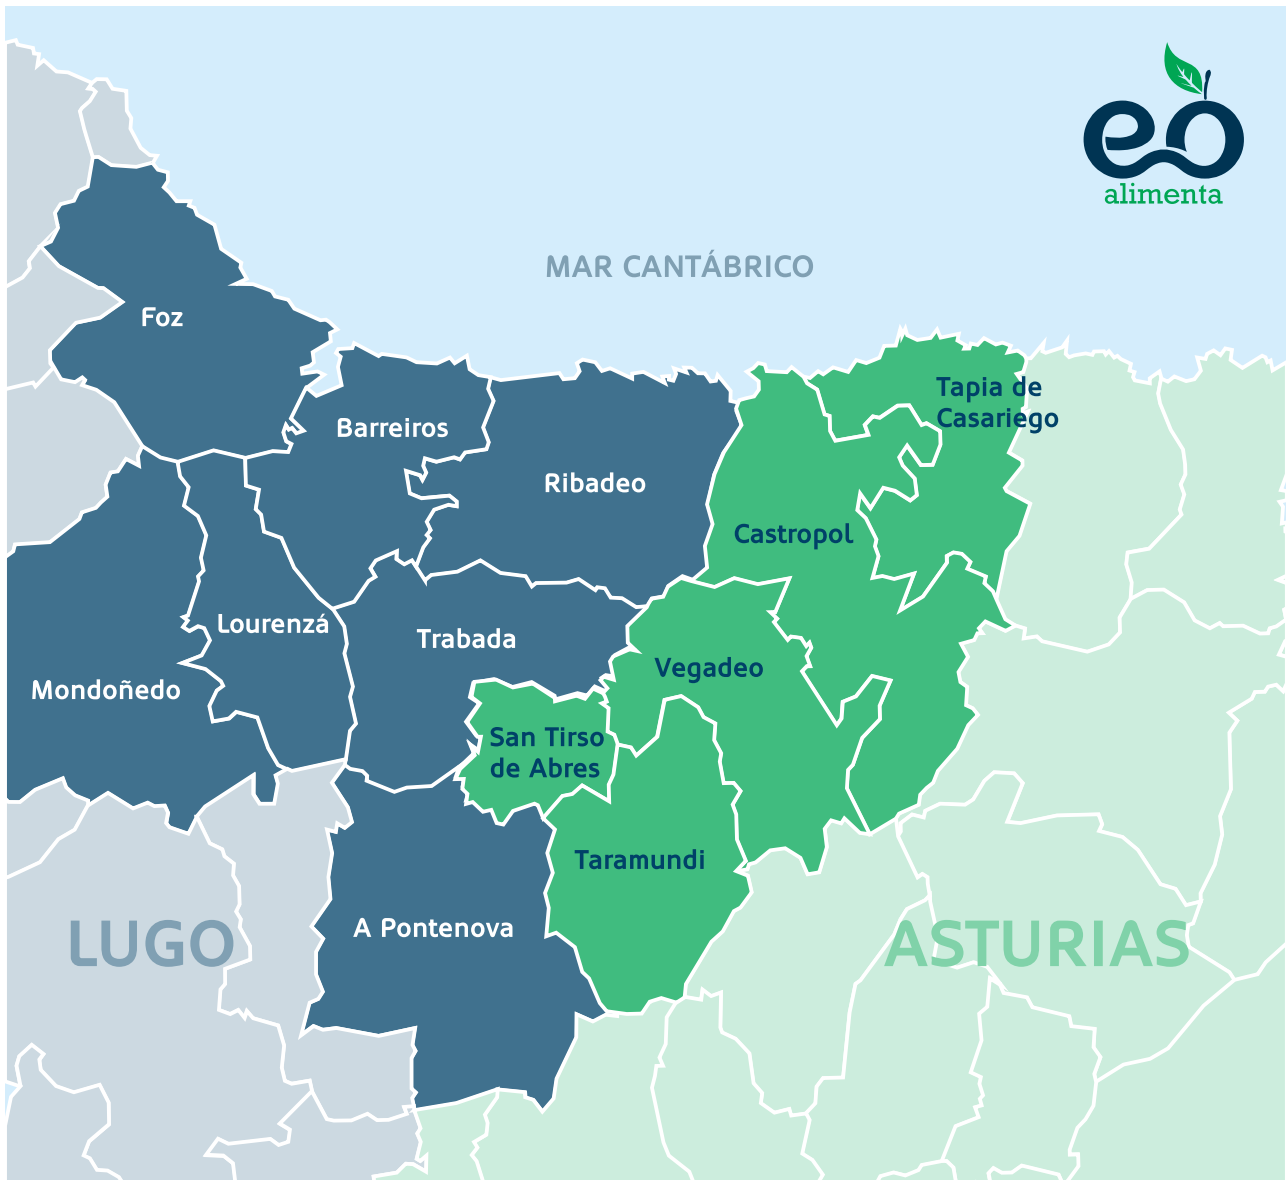 eo
alimenta
MAR CANTÁBRICO
Foz
Tapia de
Casariego
Barreiros
Ribadeo
Castropol
Lourenzá
Trabada
Vegadeo
Mondoñedo
San Tirso
de Abres
Taramundi
A Pontenova
LUGO
ASTURIAS